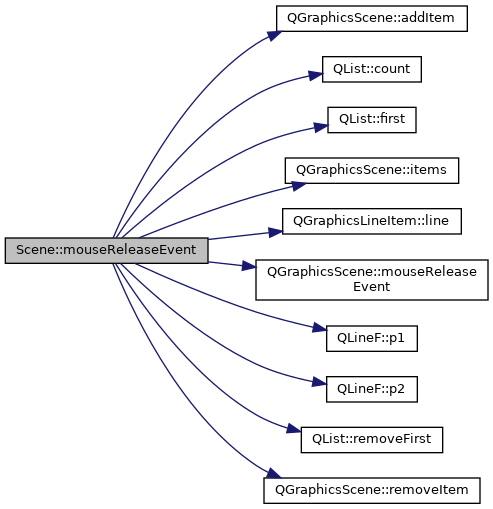 QGraphicsScene::addItem
QList::count
QList::first
QGraphicsScene::items
Scene::mouseReleaseEvent
QGraphicsLineItem::line
QGraphicsScene::mouseRelease
Event
QLineF::p1
QLineF::p2
QList::removeFirst
QGraphicsScene::removeItem